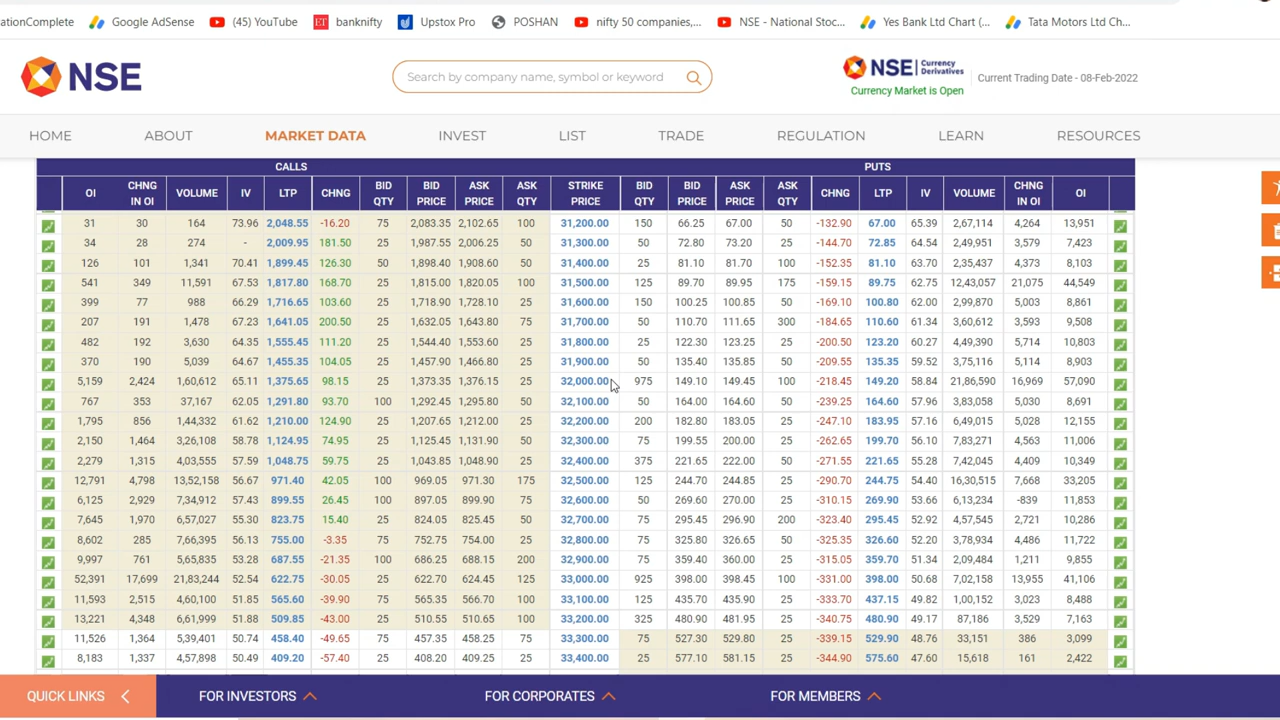 ationComplete Google AdSense (45) YouTube ET banknifty Upstox Pro POSHAN nifty 50 companies,... NSE - National Stoc... Yes Bank Ltd Chart (... Tata Motors Ltd Ch...
NSE Search by company name, symbol or keyword NSE Currency Derivatives Current Trading Date - 08-Feb-2022
Currency Market is Open
HOME ABOUT MARKET DATA INVEST LIST TRADE REGULATION LEARN RESOURCES
CALLS PUTS
OI CHNG IN OI VOLUME IV LTP CHNG BID QTY BID PRICE ASK PRICE ASK QTY STRIKE PRICE BID QTY BID PRICE ASK PRICE ASK QTY CHNG LTP IV VOLUME CHNG IN OI OI
31 30 164 73.96 2,048.55 -16.20 75 2,083.35 2,102.65 100 31,200.00 150 66.25 67.00 50 -132.90 67.00 65.39 2,67,114 4,264 13,951
34 28 274 - 2,009.95 181.50 50 1,987.55 2,006.25 50 31,300.00 50 72.80 73.20 25 -144.70 72.85 64.54 2,49,951 3,579 7,423
126 101 1,341 70.41 1,899.45 126.30 50 1,898.40 1,908.60 50 31,400.00 25 81.10 81.70 100 -152.35 81.10 63.70 2,35,437 4,373 8,103
541 349 11,591 67.53 1,817.80 168.70 50 1,815.00 1,820.05 100 31,500.00 125 89.70 89.95 175 -159.15 89.75 62.75 12,43,057 21,075 44,549
399 77 988 66.29 1,716.65 103.60 50 1,718.90 1,728.10 25 31,600.00 150 100.25 100.85 50 -169.10 100.80 62.00 2,99,870 5,003 8,861
207 191 1,478 67.23 1,641.05 200.50 25 1,632.05 1,643.80 75 31,700.00 50 110.70 111.65 300 -184.65 110.60 61.34 3,60,612 3,593 9,508
482 192 3,630 64.35 1,555.45 111.20 25 1,544.40 1,553.60 25 31,800.00 25 122.30 123.25 25 -200.50 123.20 60.27 4,49,390 5,714 10,803
370 190 5,039 64.67 1,455.35 104.05 25 1,457.90 1,466.80 25 31,900.00 50 135.40 135.85 50 -209.55 135.35 59.52 3,75,116 5,114 8,903
5,159 2,424 1,60,612 65.11 1,375.65 98.15 25 1,373.35 1,376.15 25 32,000.00 975 149.10 149.45 100 -218.45 149.20 58.84 21,86,590 16,969 57,090
767 353 37,167 62.05 1,291.80 93.70 100 1,292.45 1,295.80 50 32,100.00 50 164.00 164.60 50 -239.25 164.60 57.96 3,83,058 5,030 8,691
1,795 856 1,44,332 61.62 1,210.00 124.90 25 1,207.65 1,212.00 25 32,200.00 200 182.80 183.05 25 -247.10 183.95 57.16 6,49,015 5,028 12,155
2,150 1,464 3,26,108 58.78 1,124.95 74.95 25 1,125.45 1,131.90 50 32,300.00 75 199.55 200.00 25 -262.65 199.70 56.10 7,83,271 4,563 11,006
2,279 1,315 4,03,555 57.59 1,048.75 59.75 25 1,043.85 1,048.90 25 32,400.00 375 221.65 222.00 50 -271.55 221.65 55.28 7,42,045 4,409 10,349
12,791 4,798 13,52,158 56.67 971.40 42.05 100 969.05 971.30 175 32,500.00 125 244.70 244.85 25 -290.70 244.75 54.40 16,30,515 7,668 33,205
6,125 2,929 7,34,912 57.43 899.55 26.45 100 897.05 899.90 75 32,600.00 50 269.60 270.00 25 -310.15 269.90 53.66 6,13,234 -839 11,853
7,645 1,970 6,57,027 55.30 823.75 15.40 25 824.05 825.45 50 32,700.00 25 295.45 296.90 200 -323.40 295.45 52.92 4,57,545 2,721 10,286
8,602 285 7,66,395 56.13 755.00 -3.35 75 752.75 754.00 25 32,800.00 75 325.80 326.65 50 -325.35 326.60 52.20 3,78,934 4,486 11,722
9,997 761 5,65,835 53.28 687.55 -21.35 100 686.25 688.15 200 32,900.00 75 359.40 360.00 25 -315.05 359.70 51.34 2,09,484 1,211 9,855
52,391 17,699 21,83,244 52.54 622.75 -30.05 100 622.70 624.45 125 33,000.00 925 398.00 398.45 100 -331.00 398.00 50.68 7,02,158 13,955 41,106
11,593 2,515 4,60,100 51.85 565.60 -39.90 75 565.35 566.70 100 33,100.00 125 435.70 435.90 25 -333.70 437.15 49.82 1,00,152 3,023 8,488
13,221 4,348 6,61,999 51.88 509.85 -43.00 25 510.55 510.65 100 33,200.00 325 480.90 481.95 25 -340.75 480.90 49.17 87,186 3,529 7,163
11,526 1,364 5,39,401 50.74 458.40 -49.65 75 457.35 458.25 75 33,300.00 75 527.30 529.80 25 -339.15 529.90 48.76 33,151 386 3,099
8,183 1,337 4,57,898 50.49 409.20 -57.40 25 408.20 409.25 25 33,400.00 25 577.10 581.15 25 -344.90 575.60 47.60 15,618 161 2,422
QUICK LINKS FOR INVESTORS FOR CORPORATES FOR MEMBERS